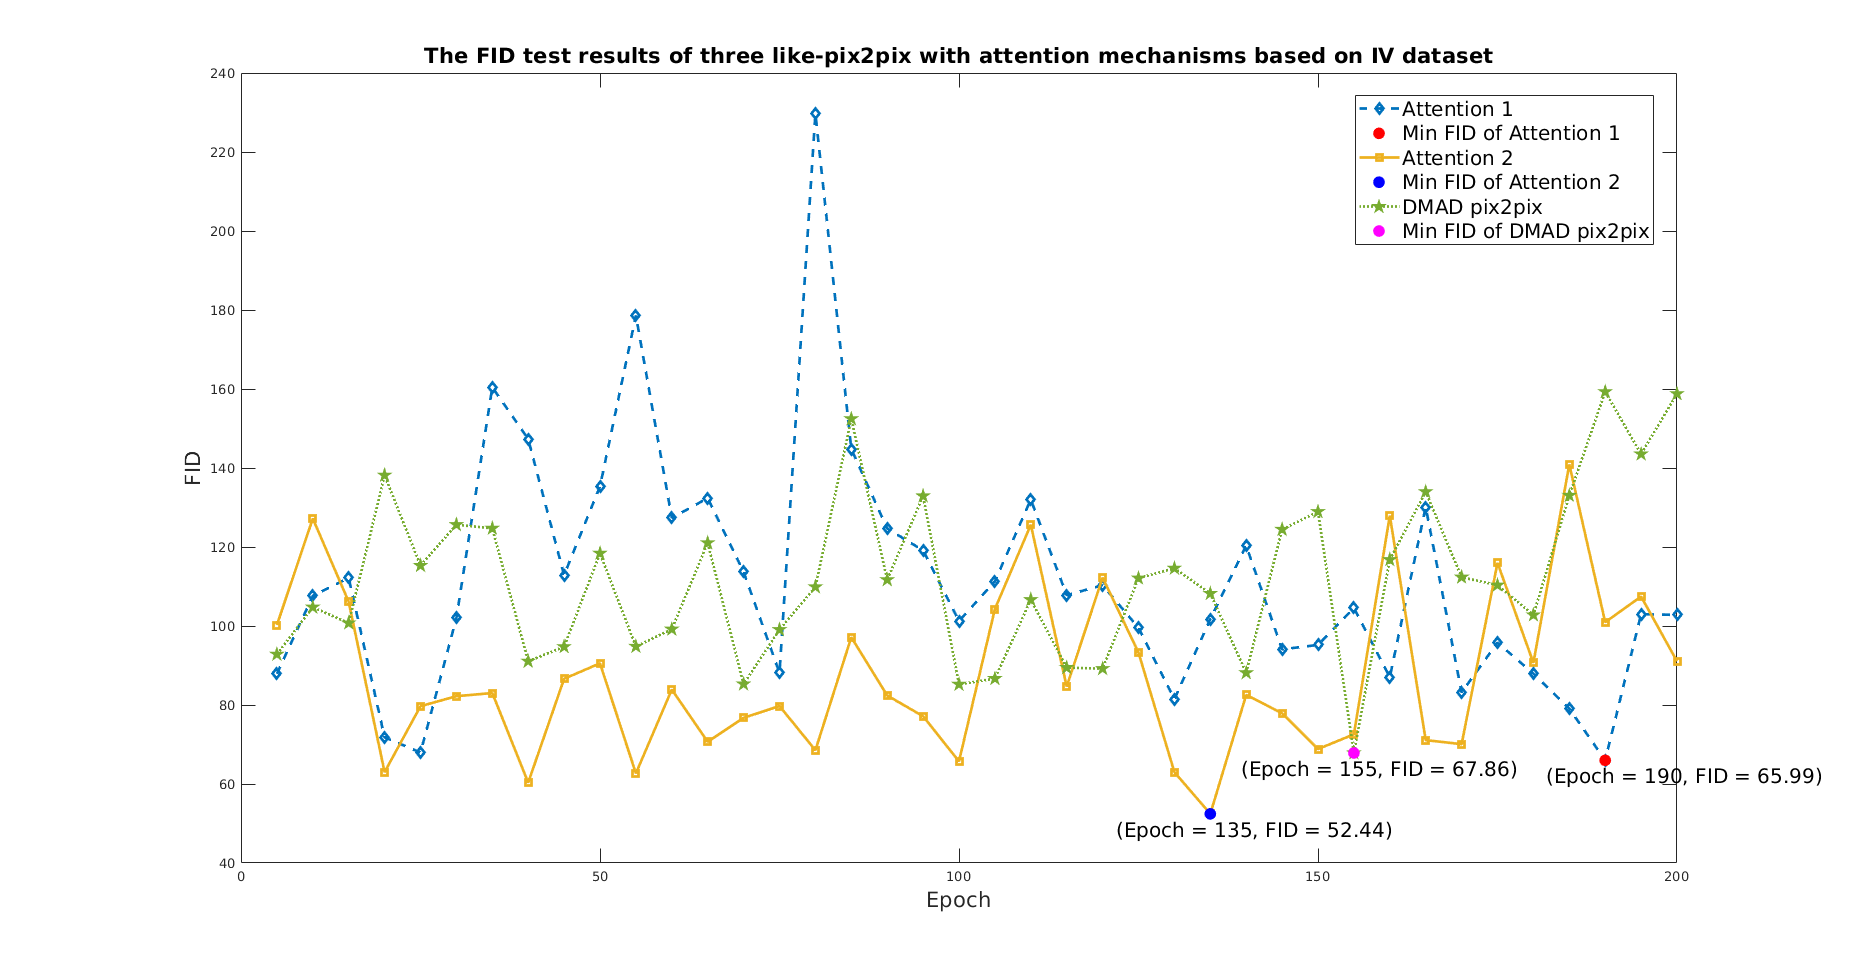 The FID test results of three like-pix2pix with attention mechanisms based on IV dataset
240
220
200
180
160
140
120
100
80
60
40
FID
Attention 1
Min FID of Attention 1
Attention 2
Min FID of Attention 2
DMAD pix2pix
Min FID of DMAD pix2pix
(Epoch = 155, FID = 67.86)
(Epoch = 190, FID = 65.99)
(Epoch = 135, FID = 52.44)
0 50 100 150 200
Epoch